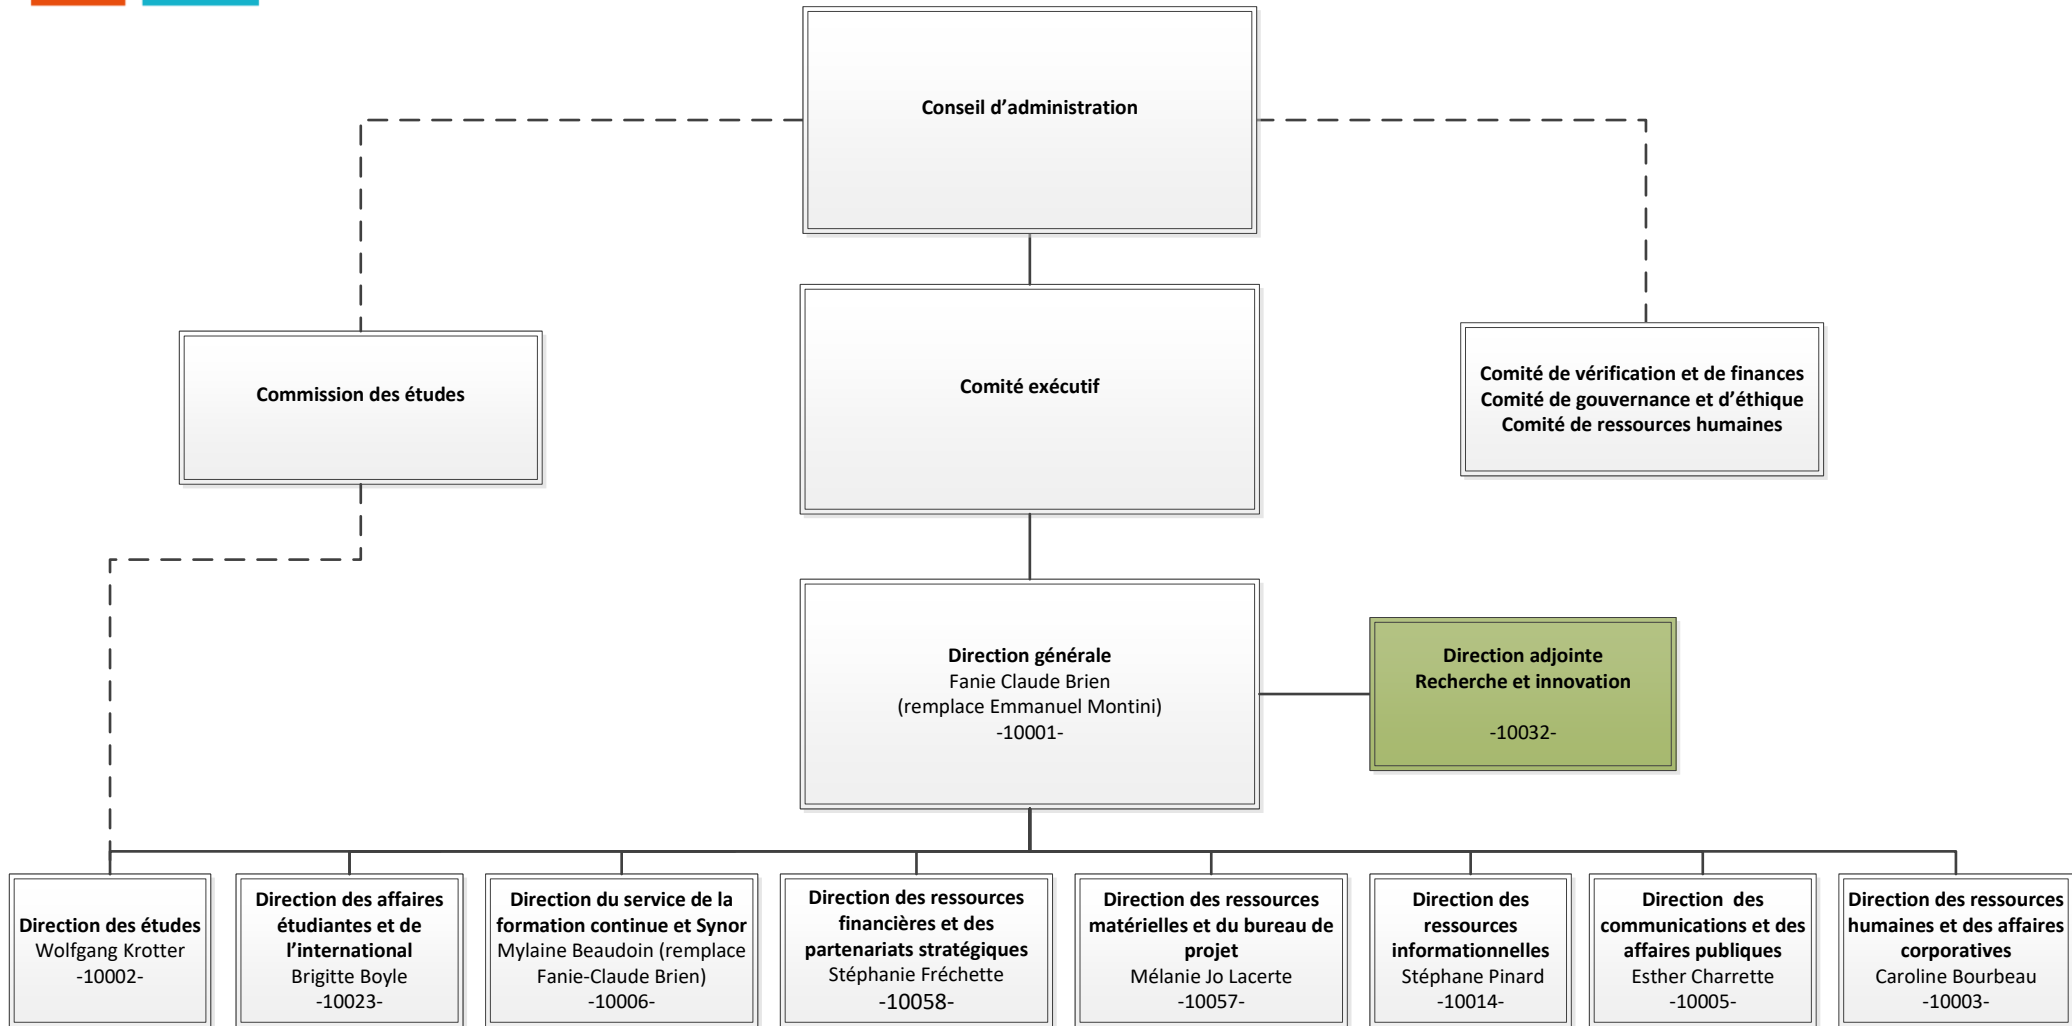 Conseil d’administration
Commission des études
Comité exécutif
Comité de vérification et de finances
Comité de gouvernance et d’éthique
Comité de ressources humaines
Direction générale
Fanie Claude Brien
(remplace Emmanuel Montini)
-10001-
Direction adjointe
Recherche et innovation
-10032-
Direction des études
Wolfgang Krotter
-10002-
Direction des affaires
étudiantes et de
l’international
Brigitte Boyle
-10023-
Direction du service de la
formation continue et Synor
Mylaine Beaudoin (remplace
Fanie-Claude Brien)
-10006-
Direction des ressources
financières et des
partenariats stratégiques
Stéphanie Fréchette
-10058-
Direction des ressources
matérielles et du bureau de
projet
Mélanie Jo Lacerte
-10057-
Direction des
ressources
informationnelles
Stéphane Pinard
-10014-
Direction des
communications et des
affaires publiques
Esther Charrette
-10005-
Direction des ressources
humaines et des affaires
corporatives
Caroline Bourbeau
-10003-